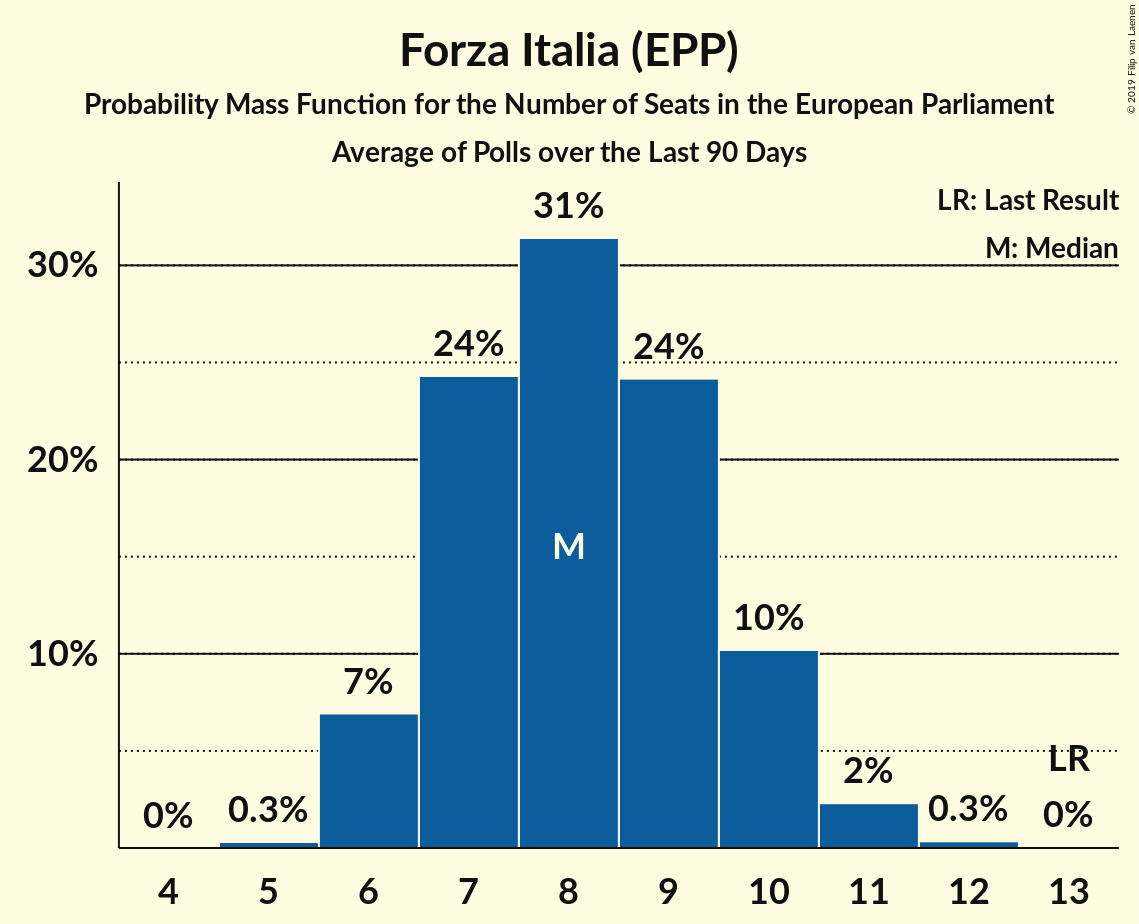 Forza Italia (EPP)
Probability Mass Function for the Number of Seats in the European Parliament
Average of Polls over the Last 90 Days
© 2019 Filip van Laenen
LR: Last Result
M: Median
30%
20%
10%
0%
0.3%
7%
24%
31%
24%
10%
2%
0.3%
0%
M
LR
4 5 6 7 8 9 10 11 12 13